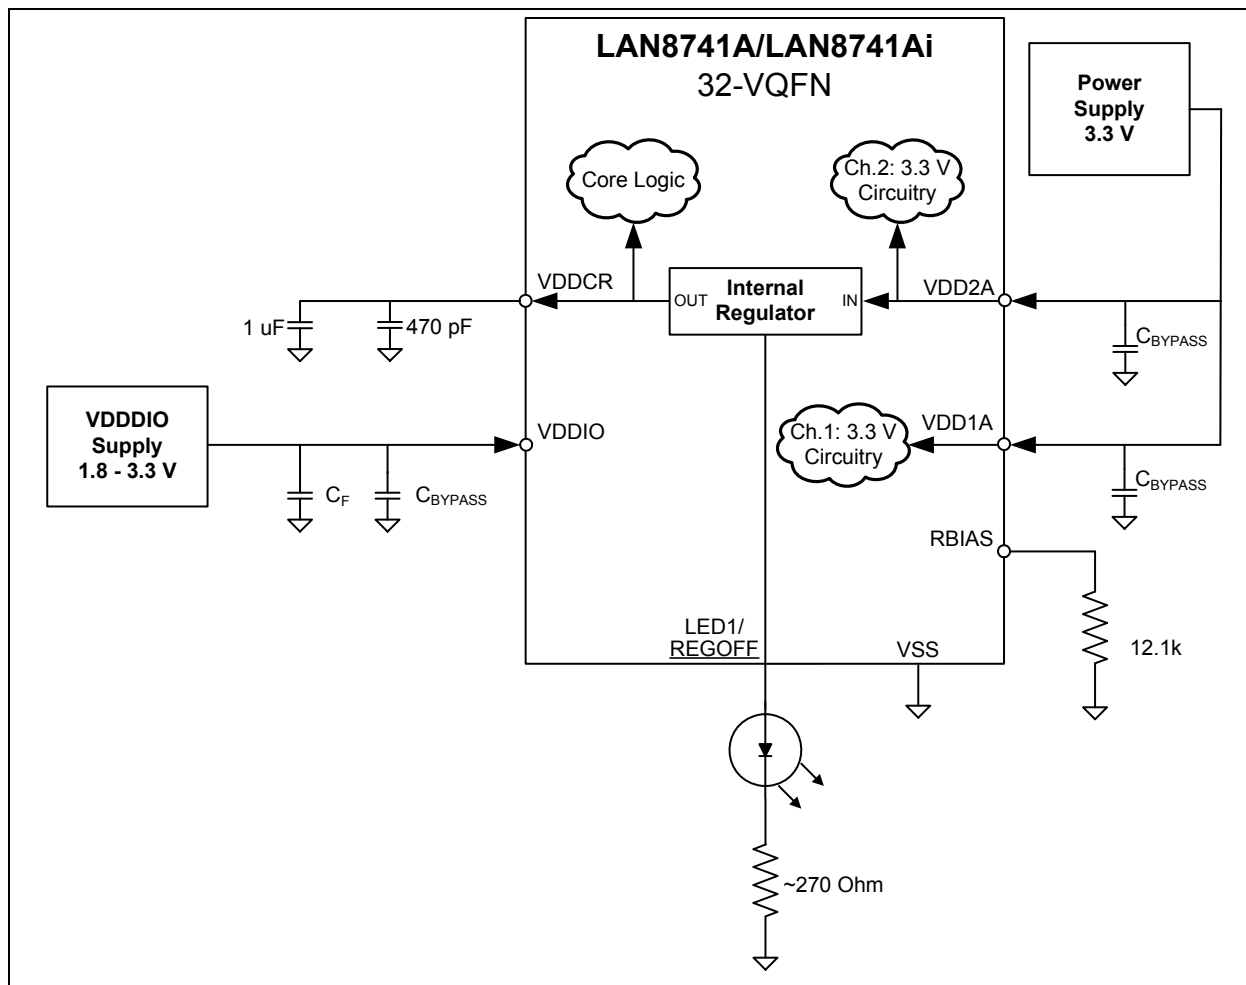 LAN8741A/LAN8741Ai
32-VQFN
Power
Supply
3.3 V
Core Logic
Ch.2: 3.3 V
Circuitry
VDDCR
OUT
Internal
Regulator
IN
VDD2A
1 uF
470 pF
CBYPASS
VDDDIO
Supply
1.8 - 3.3 V
VDDIO
Ch.1: 3.3 V
Circuitry
VDD1A
CF
CBYPASS
CBYPASS
RBIAS
12.1k
LED1/
REGOFF
VSS
~270 Ohm